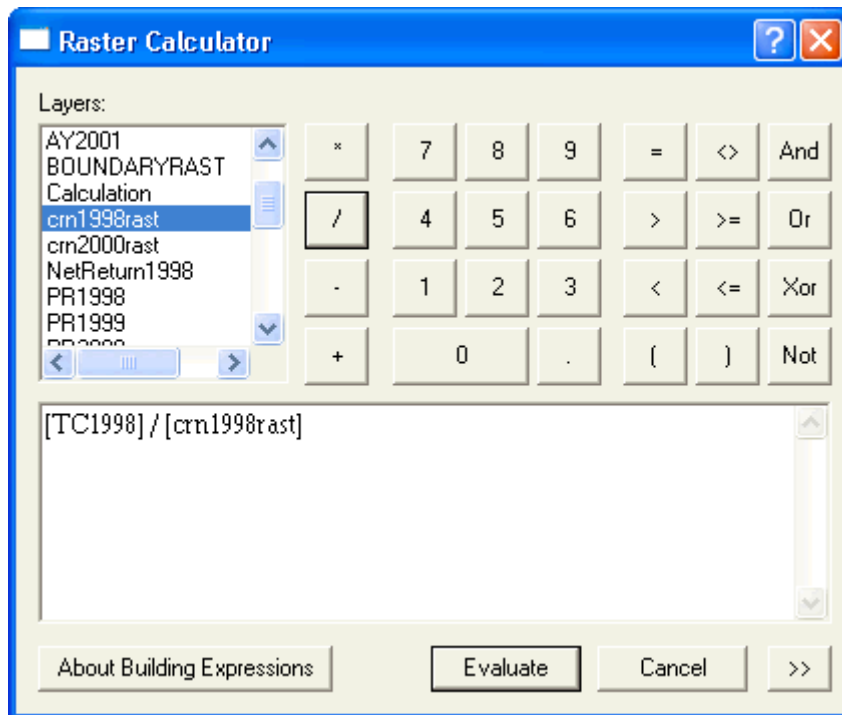 Raster Calculator
?
Layers:
AY2001
BOUNDARYRAST
Calculation
crn1998rast
crn2000rast
NetReturn1998
PR1998
PR1999
* 7 8 9 = <> And
/ 4 5 6 > >= Or
- 1 2 3 < <= Xor
+ 0 . ( ) Not
[TC1998] / [crn1998rast]
About Building Expressions Evaluate Cancel >>